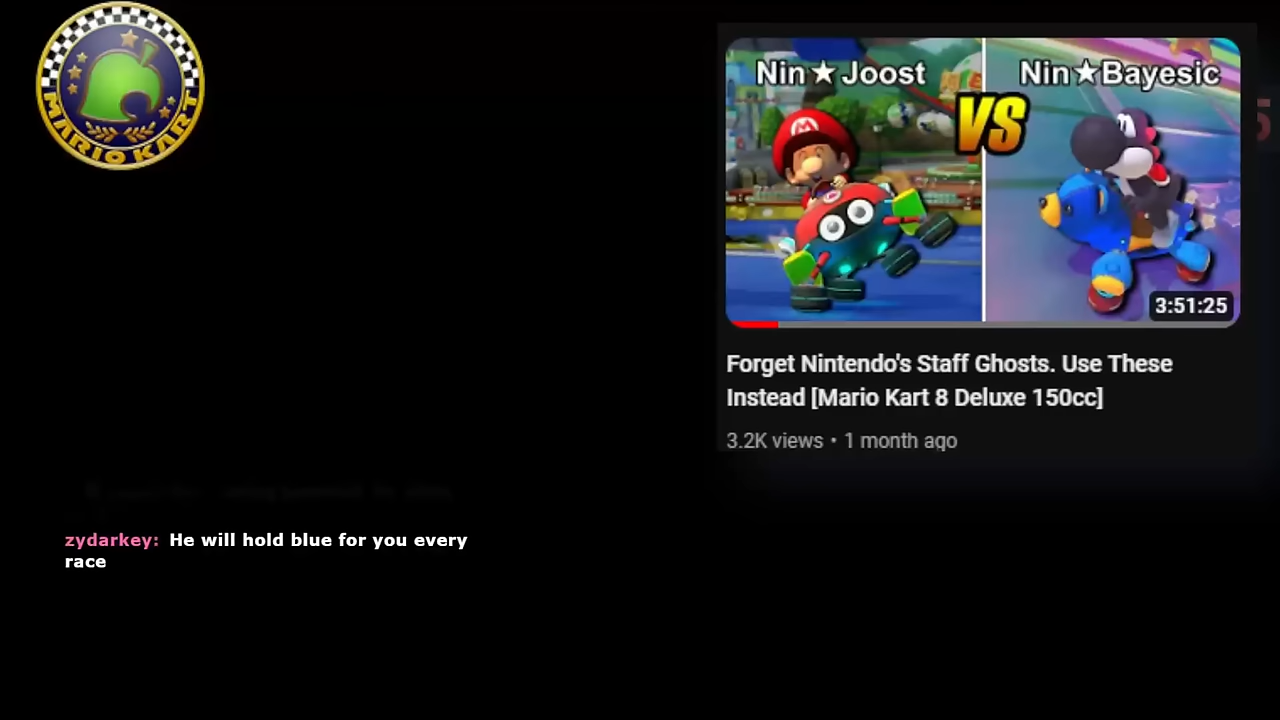 MARIO KART
Nin★Joost
VS
Nin★Bayesic
3:51:25
Forget Nintendo's Staff Ghosts. Use These
Instead [Mario Kart 8 Deluxe 150cc]
3.2K views • 1 month ago
zydarkey: He will hold blue for you every
race